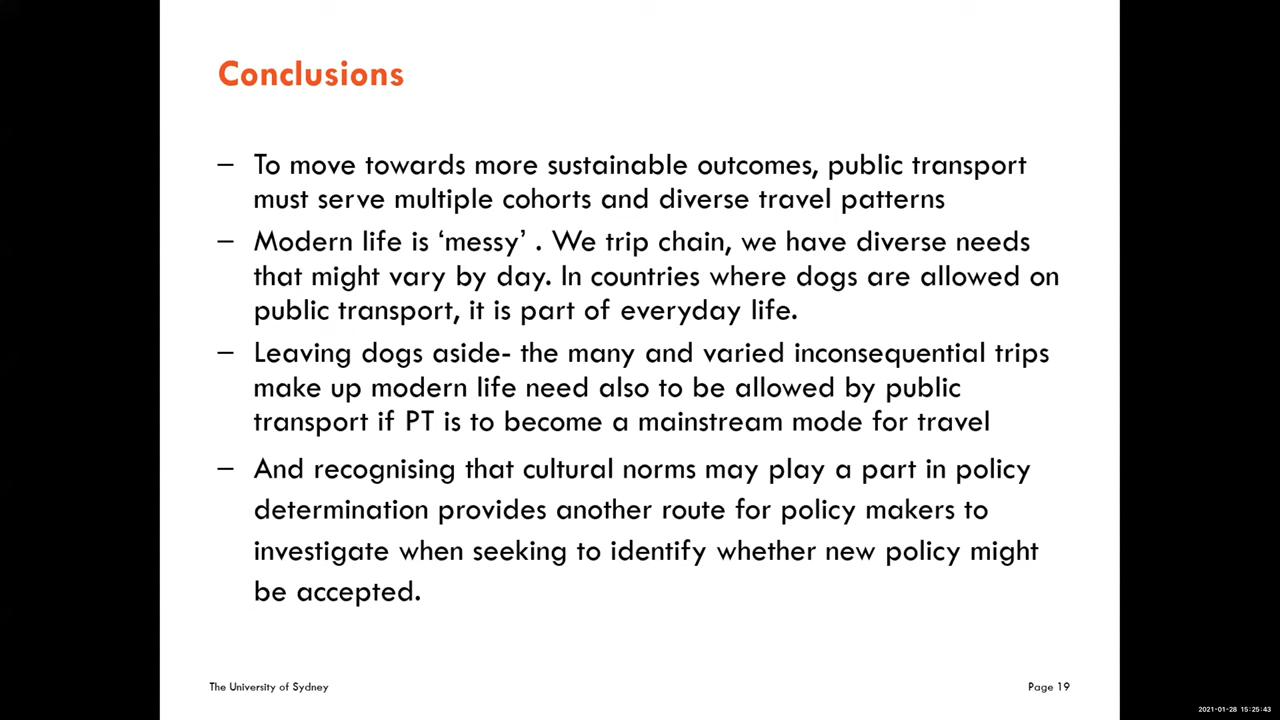 Conclusions
– To move towards more sustainable outcomes, public transport
must serve multiple cohorts and diverse travel patterns
– Modern life is ‘messy’ . We trip chain, we have diverse needs
that might vary by day. In countries where dogs are allowed on
public transport, it is part of everyday life.
– Leaving dogs aside- the many and varied inconsequential trips
make up modern life need also to be allowed by public
transport if PT is to become a mainstream mode for travel
– And recognising that cultural norms may play a part in policy
determination provides another route for policy makers to
investigate when seeking to identify whether new policy might
be accepted.
The University of Sydney
Page 19
2021-01-28 15:25:43